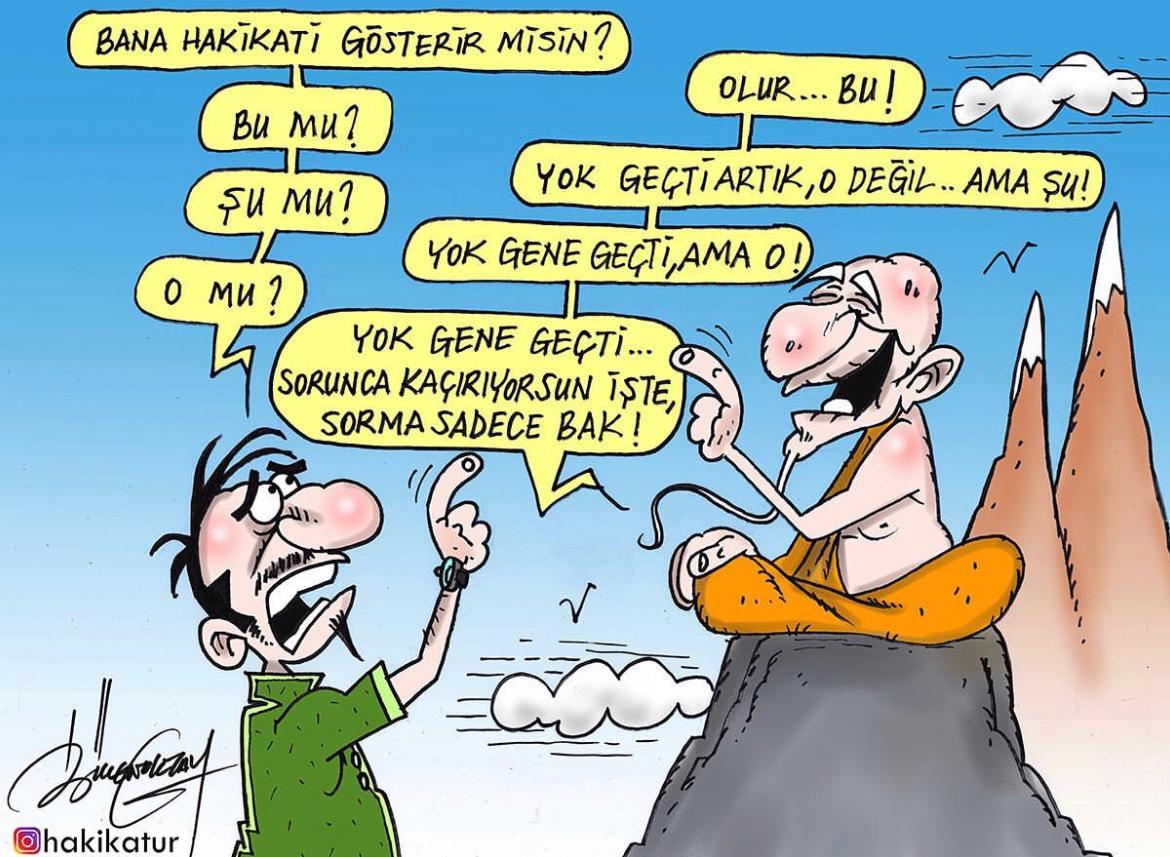 BANA HAKİKATİ GÖSTERİR MİSİN?
OLUR... BU!
BU MU?
YOK GEÇTİ ARTIK, O DEĞİL.. AMA ŞU!
ŞU MU?
YOK GENE GEÇTİ, AMA O!
O MU?
YOK GENE GEÇTİ...
SORUNCA KAÇIRIYORSUN İŞTE,
SORMA SADECE BAK!
hakikatur